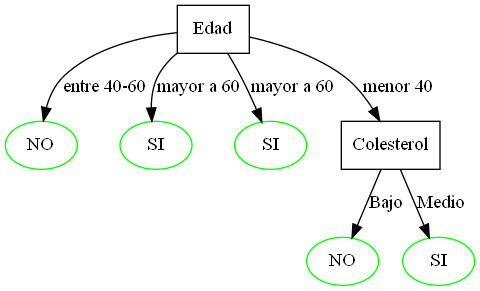 Edad
entre 40-60
mayor a 60
mayor a 60
menor 40
NO
SI
SI
Colesterol
Bajo
Medio
NO
SI